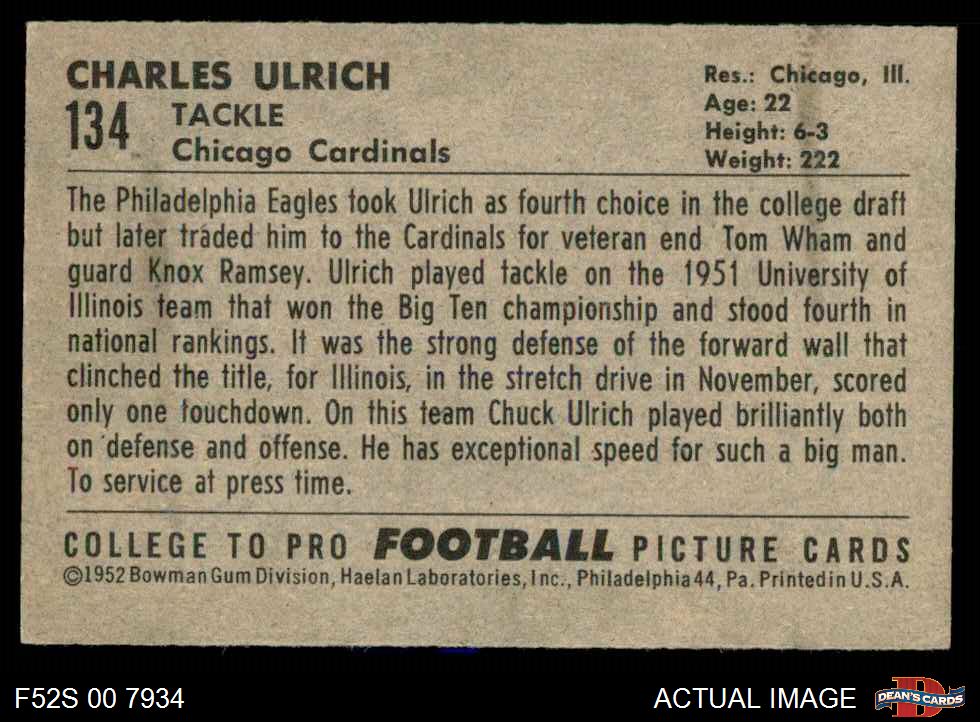 CHARLES ULRICH
134 TACKLE
Chicago Cardinals
Res.: Chicago, Ill.
Age: 22
Height: 6-3
Weight: 222
The Philadelphia Eagles took Ulrich as fourth choice in the college draft
but later traded him to the Cardinals for veteran end Tom Wham and
guard Knox Ramsey. Ulrich played tackle on the 1951 University of
Illinois team that won the Big Ten championship and stood fourth in
national rankings. It was the strong defense of the forward wall that
clinched the title, for Illinois, in the stretch drive in November, scored
only one touchdown. On this team Chuck Ulrich played brilliantly both
on defense and offense. He has exceptional speed for such a big man.
To service at press time.
COLLEGE TO PRO FOOTBALL PICTURE CARDS
©1952 Bowman Gum Division, Haelan Laboratories, Inc., Philadelphia 44, Pa. Printed in U.S.A.
F52S 00 7934
ACTUAL IMAGE
D
DEAN'S CARDS